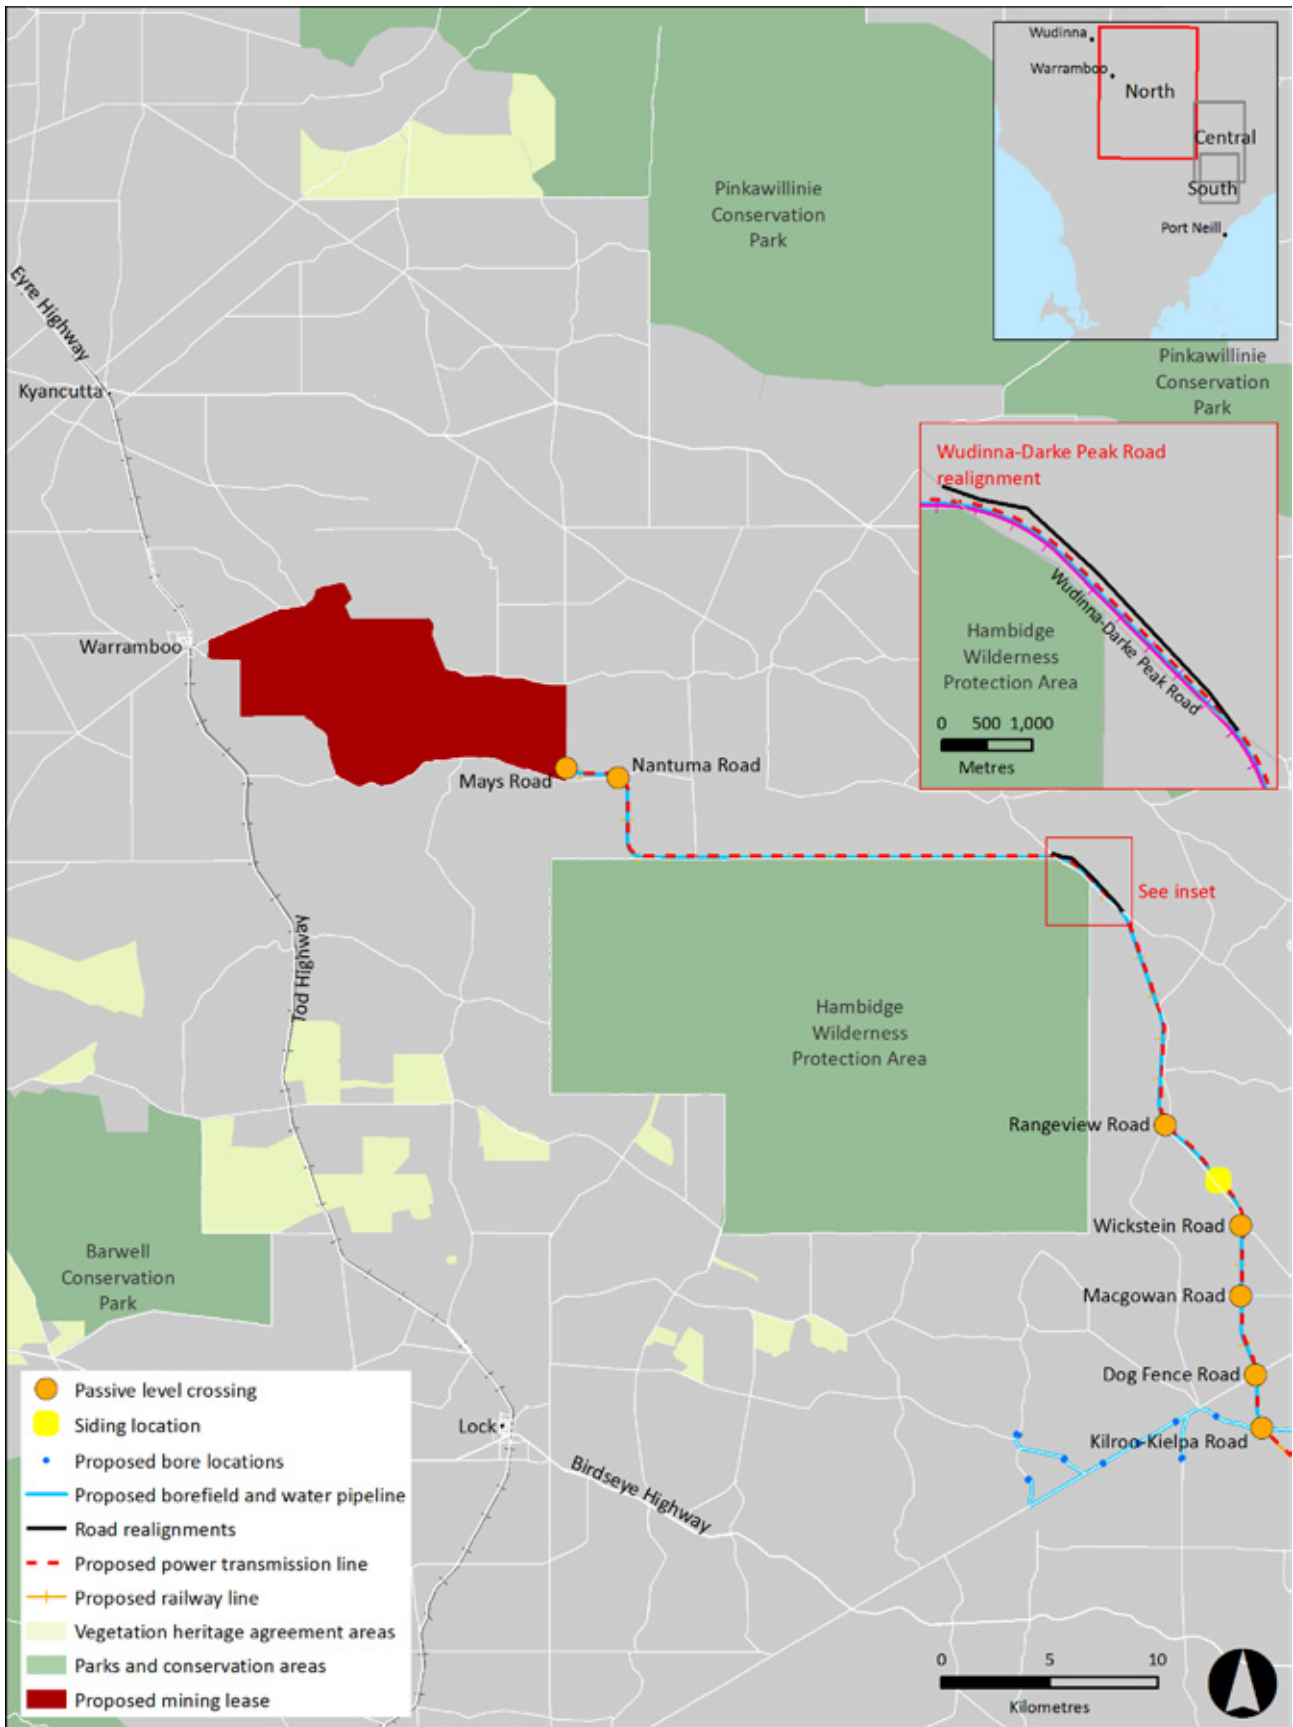 Wudinna
Warramboo
North
Central
South
Port Neill
Pinkawillinie
Conservation
Park
Pinkawillinie
Conservation
Park
Eyre Highway
Kyancutta
Wudinna-Darke Peak Road
realignment
Wudinna-Darke Peak Road
Hambidge
Wilderness
Protection Area
0 500 1,000
Metres
Warramboo
Nantuma Road
Mays Road
See inset
Tod Highway
Hambidge
Wilderness
Protection Area
Rangeview Road
Wickstein Road
Barwell
Conservation
Park
Macgowan Road
Dog Fence Road
Lock
Kilroo-Kielpa Road
Birdseye Highway
Passive level crossing
Siding location
Proposed bore locations
Proposed borefield and water pipeline
Road realignments
Proposed power transmission line
Proposed railway line
Vegetation heritage agreement areas
Parks and conservation areas
Proposed mining lease
0 5 10
Kilometres